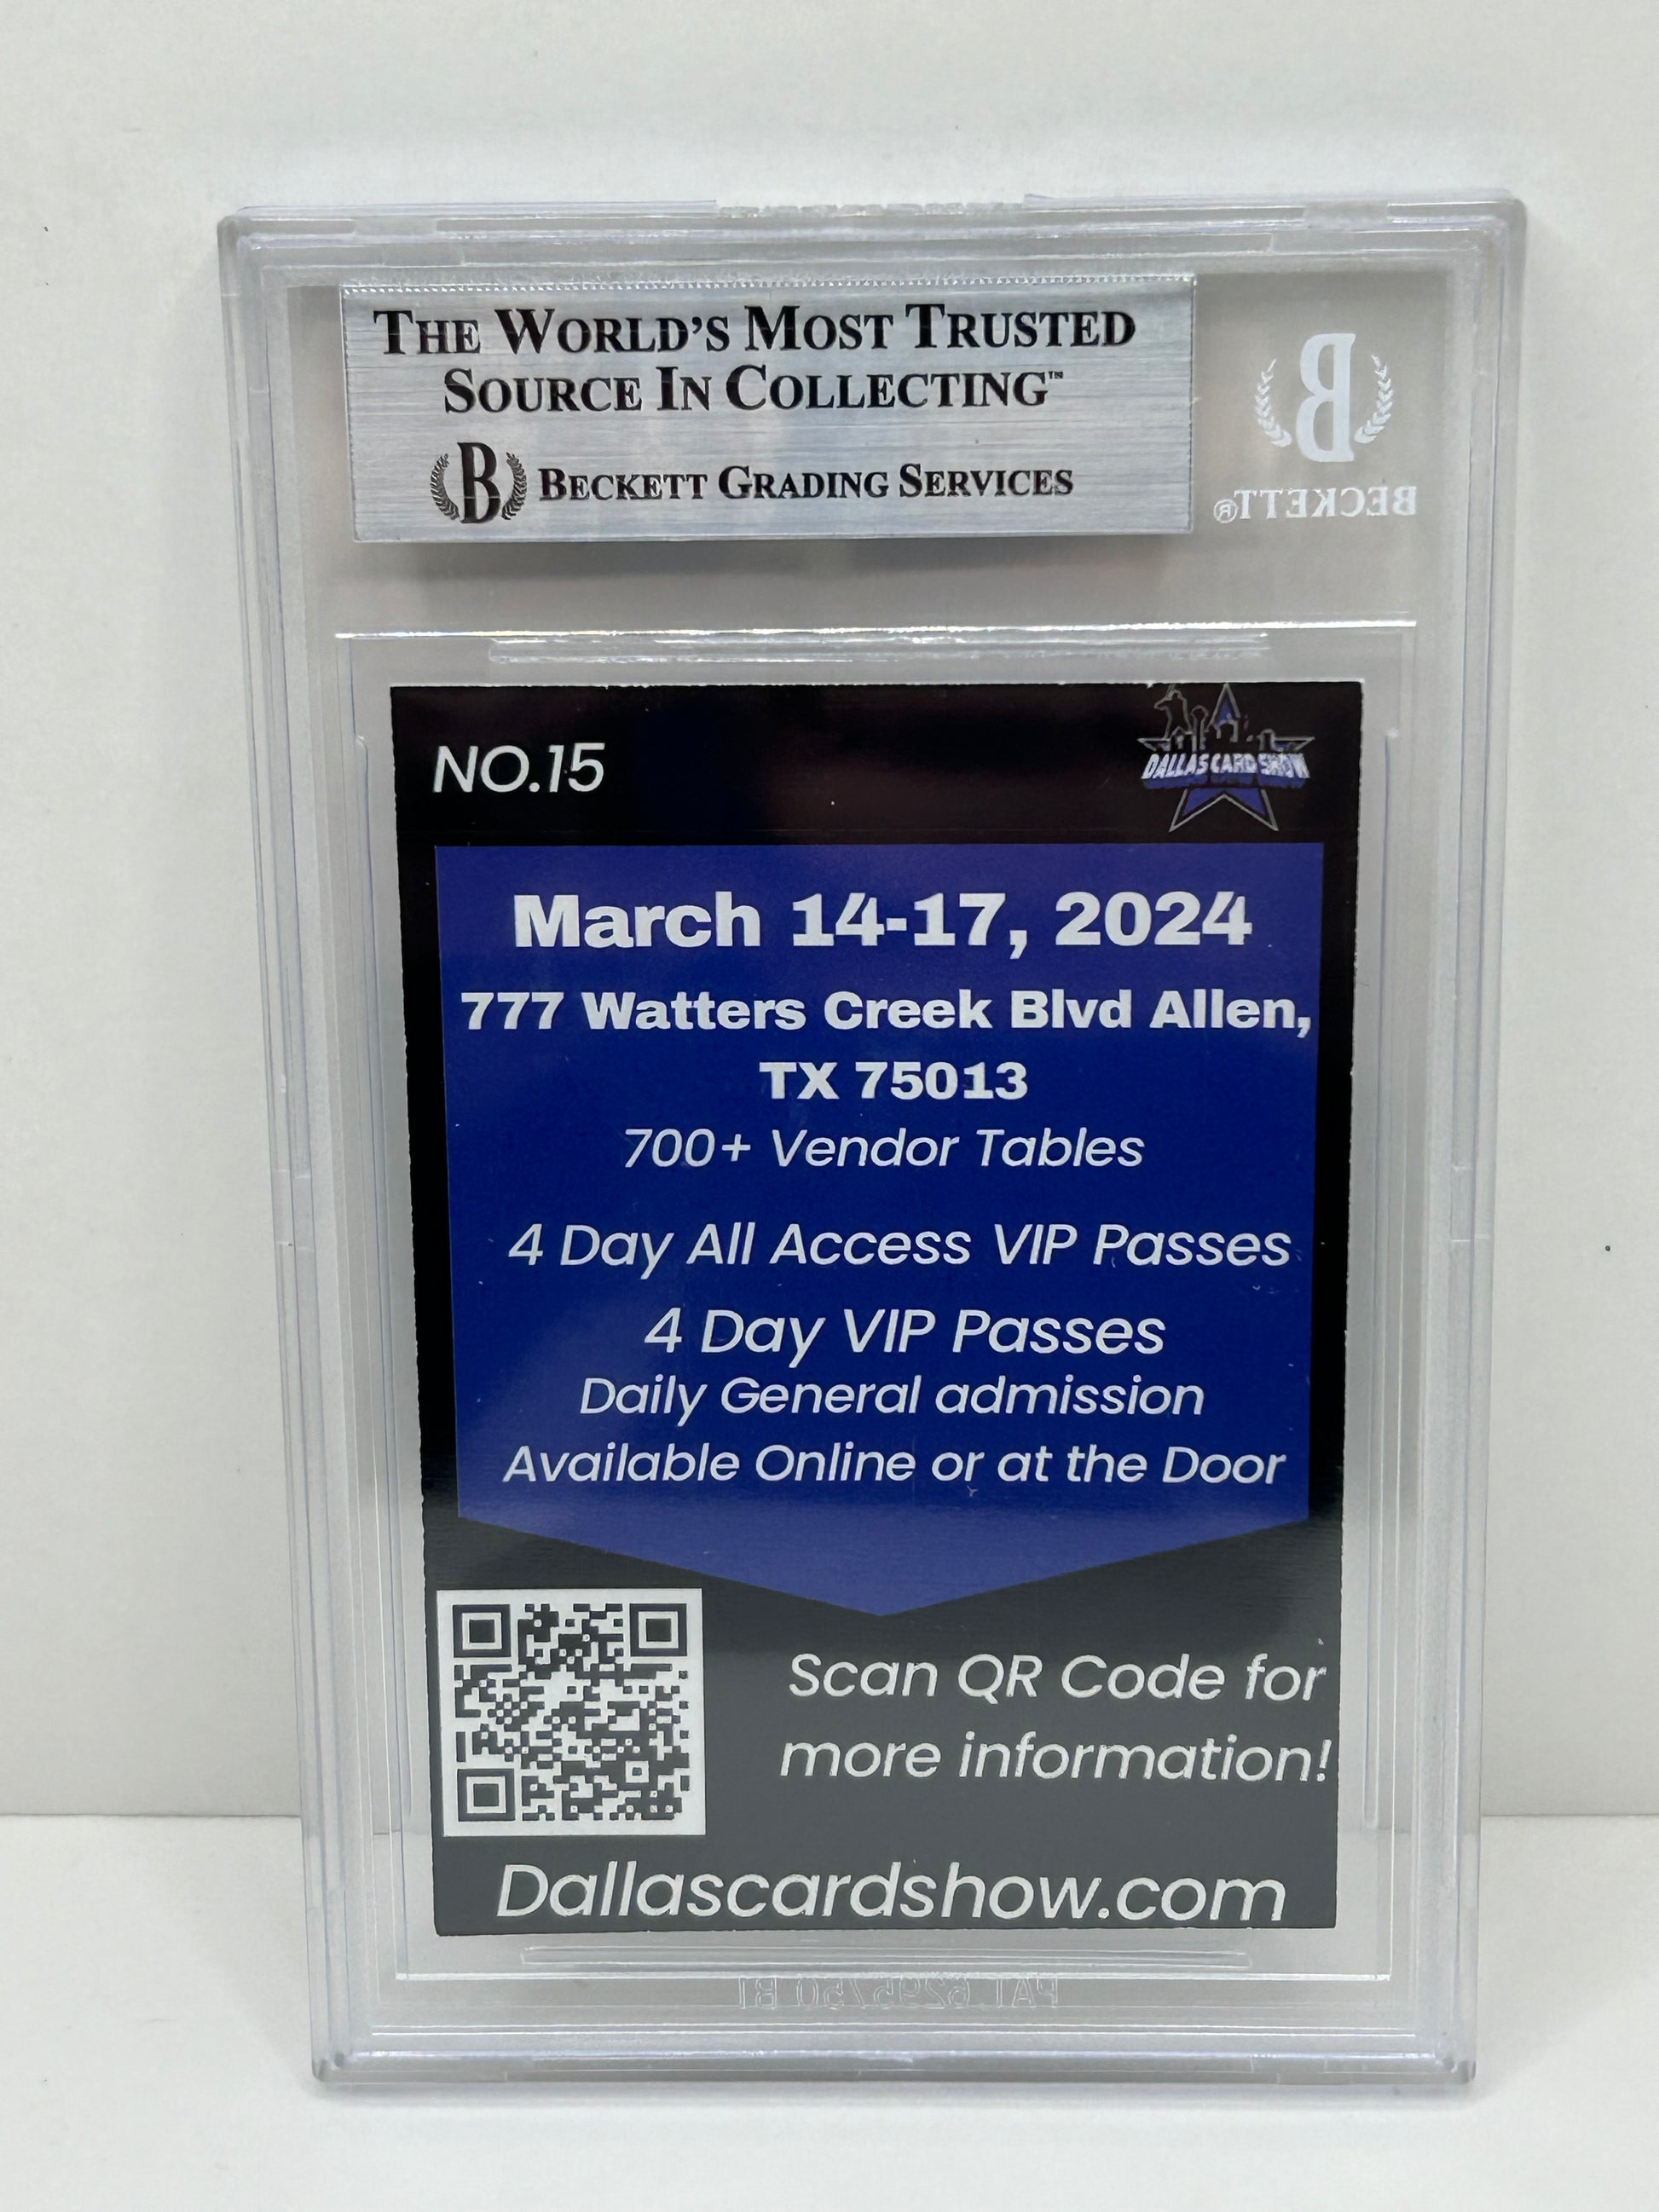 THE WORLD'S MOST TRUSTED
SOURCE IN COLLECTING™
B BECKETT GRADING SERVICES
B
BECKETT®
NO.15
DALLAS CARD SHOW
March 14-17, 2024
777 Watters Creek Blvd Allen,
TX 75013
700+ Vendor Tables
4 Day All Access VIP Passes
4 Day VIP Passes
Daily General admission
Available Online or at the Door
Scan QR Code for
more information!
Dallascardshow.com